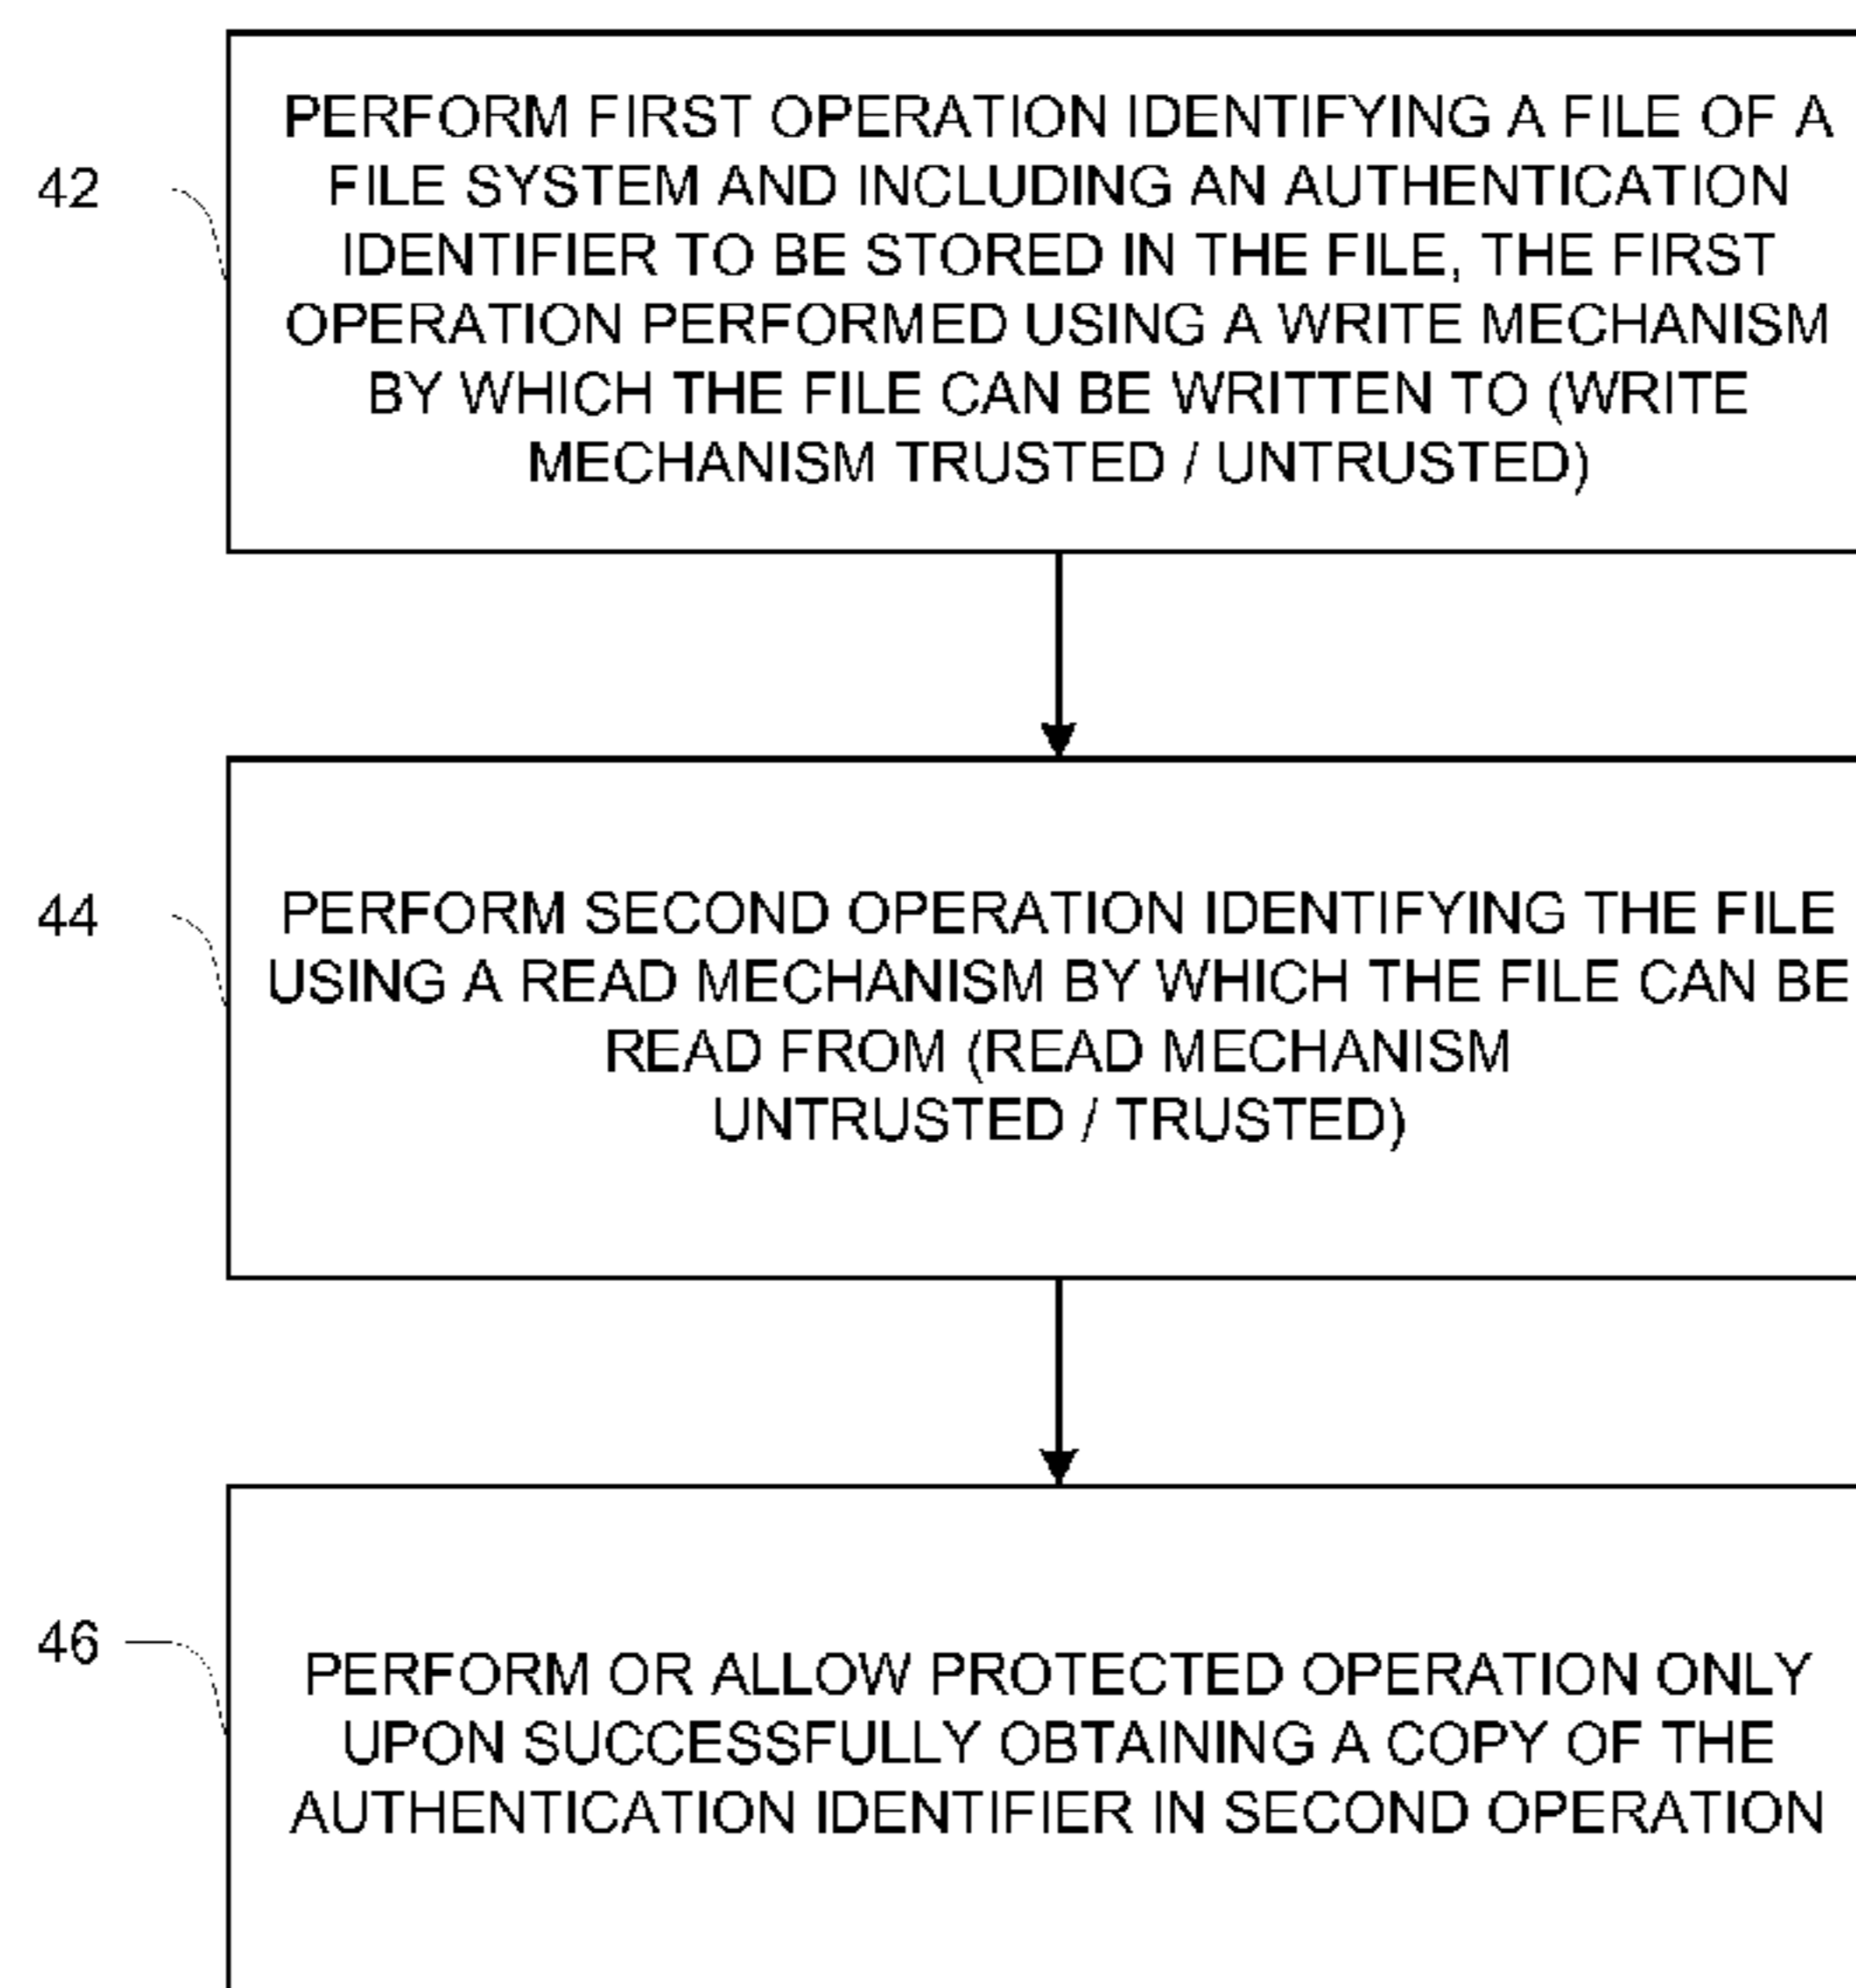 42
PERFORM FIRST OPERATION IDENTIFYING A FILE OF A
FILE SYSTEM AND INCLUDING AN AUTHENTICATION
IDENTIFIER TO BE STORED IN THE FILE, THE FIRST
OPERATION PERFORMED USING A WRITE MECHANISM
BY WHICH THE FILE CAN BE WRITTEN TO (WRITE
MECHANISM TRUSTED / UNTRUSTED)
44
PERFORM SECOND OPERATION IDENTIFYING THE FILE
USING A READ MECHANISM BY WHICH THE FILE CAN BE
READ FROM (READ MECHANISM
UNTRUSTED / TRUSTED)
46
PERFORM OR ALLOW PROTECTED OPERATION ONLY
UPON SUCCESSFULLY OBTAINING A COPY OF THE
AUTHENTICATION IDENTIFIER IN SECOND OPERATION